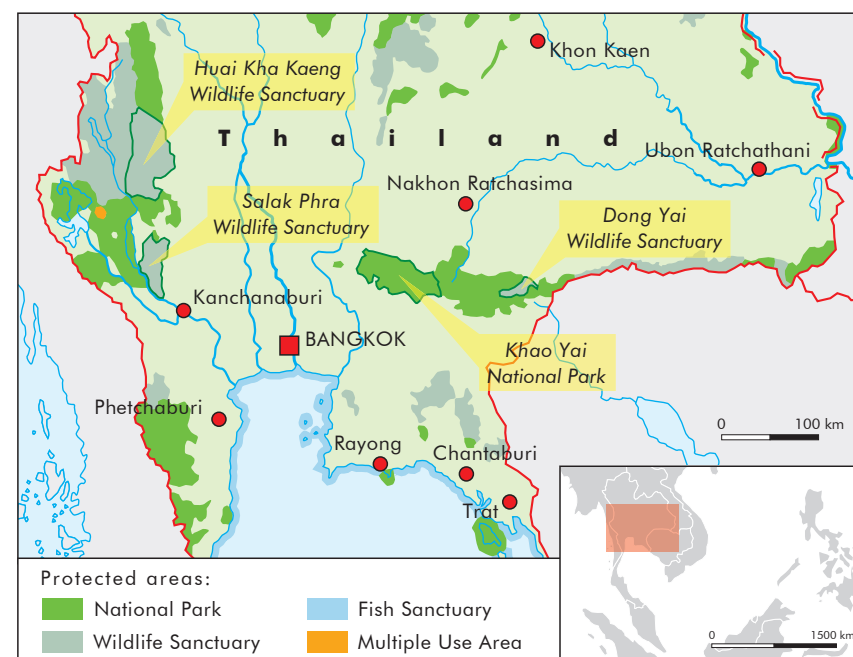 Khon Kaen
Huai Kha Kaeng
Wildlife Sanctuary
Thailand
Ubon Ratchathani
Nakhon Ratchasima
Salak Phra
Wildlife Sanctuary
Dong Yai
Wildlife Sanctuary
Kanchanaburi
BANGKOK
Khao Yai
National Park
Phetchaburi
0 100 km
Rayong
Chantaburi
Trat
Protected areas:
National Park
Fish Sanctuary
Wildlife Sanctuary
Multiple Use Area
0 1500 km